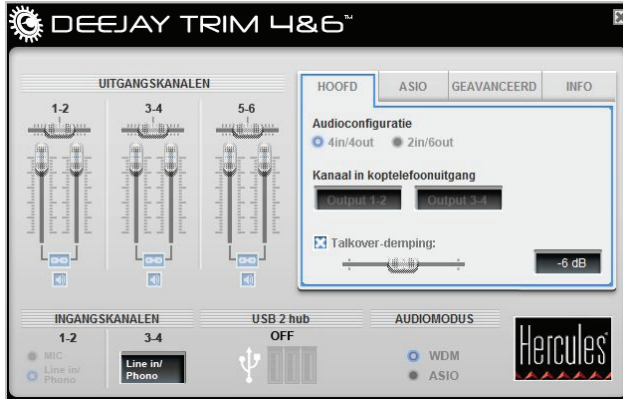 DEEJAY TRIM 4&6™
UITGANGSKANALEN
1-2 3-4 5-6
HOOFD ASIO GEAVANCEERD INFO
Audioconfiguratie
4in/4out 2in/6out
Kanaal in koptelefoonuitgang
Output 1-2 Output 3-4
Talkover-demping:
-6 dB
INGANGSKANALEN
1-2 3-4
MIC
Line in/
Phono
Line in/
Phono
USB 2 hub
OFF
AUDIOMODUS
WDM
ASIO
Hercules